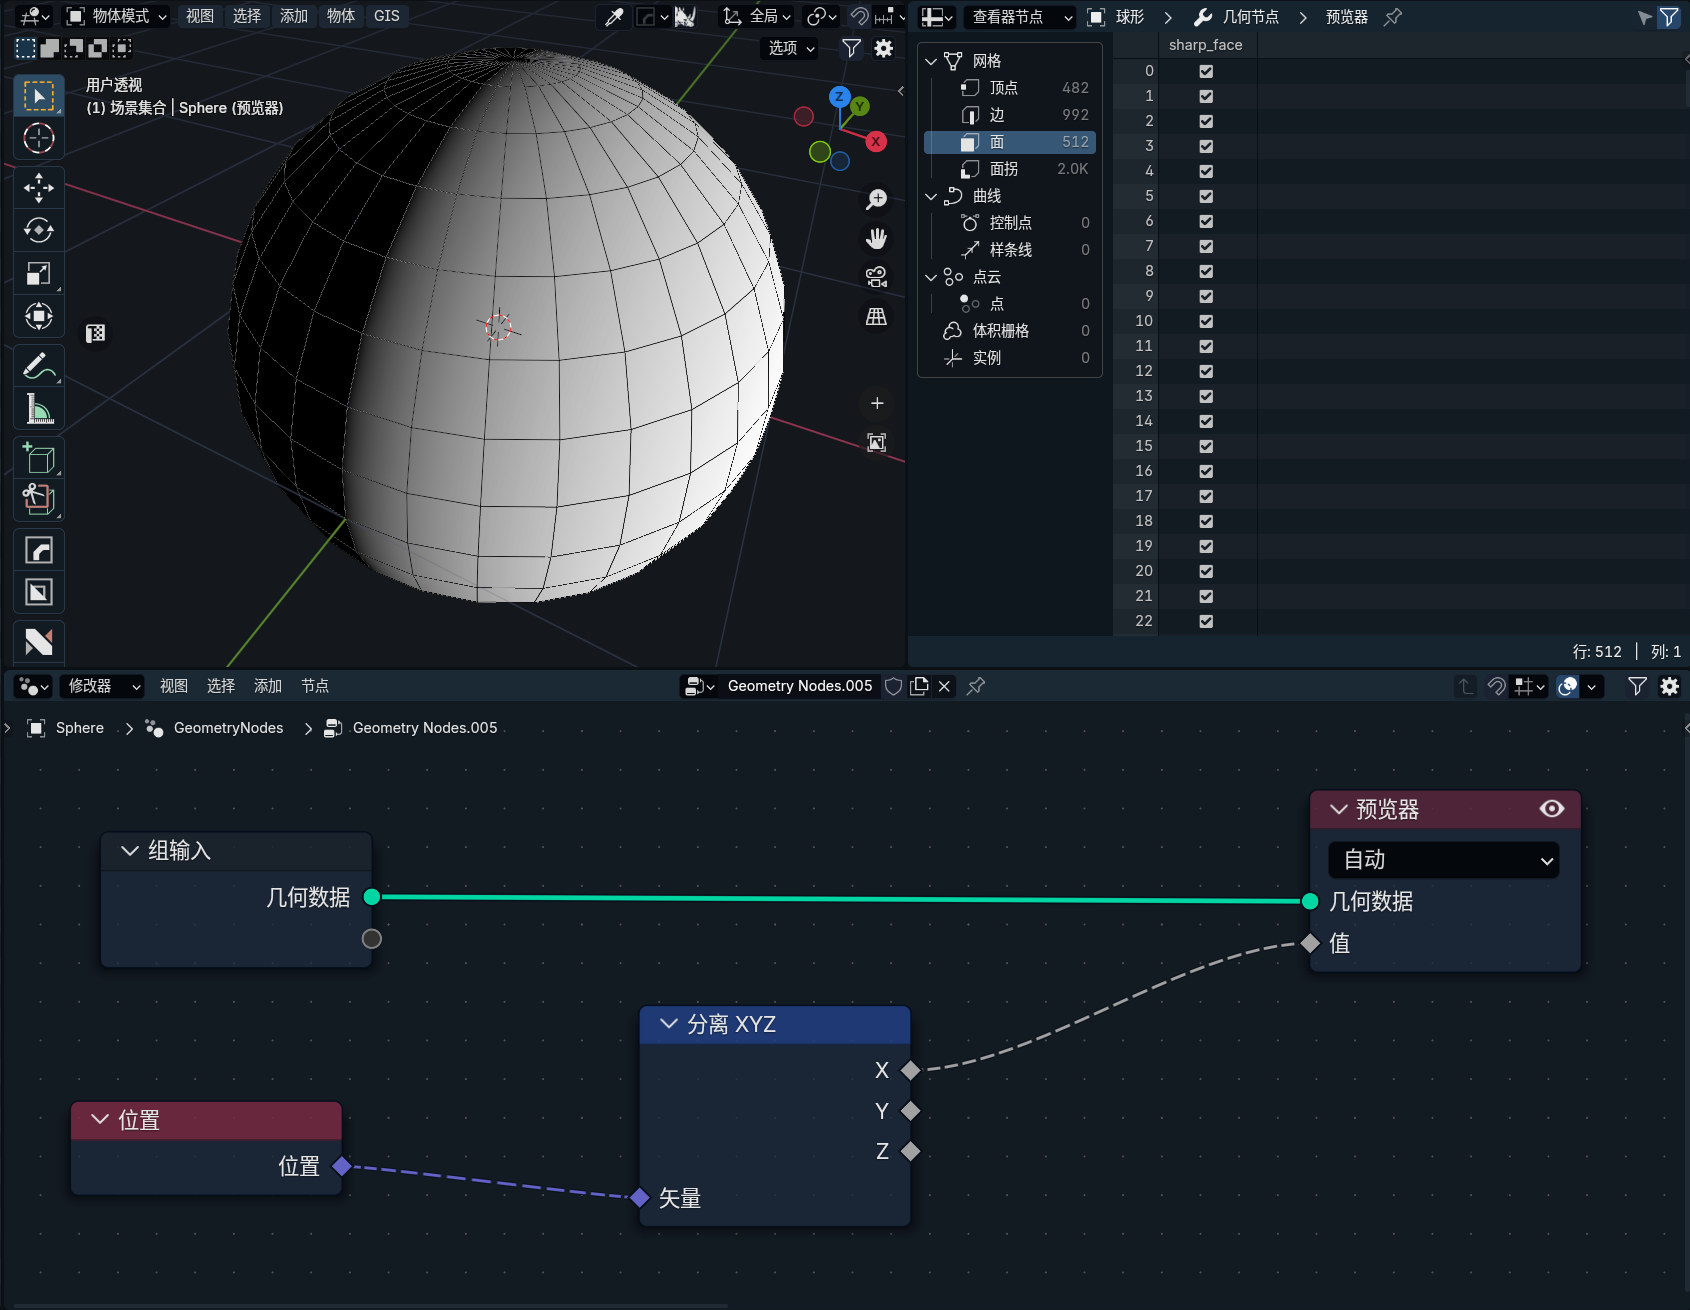 物体模式 视图 选择 添加 物体 GIS 全局
选项
用户透视
(1) 场景集合 | Sphere (预览器)
Z
Y
X
查看器节点 球形 几何节点 预览器
网格
顶点 482
边 992
面 512
面拐 2.0K
曲线
控制点 0
样条线 0
点云
点 0
体积栅格 0
实例 0
sharp_face
0
1
2
3
4
5
6
7
8
9
10
11
12
13
14
15
16
17
18
19
20
21
22
行: 512 | 列: 1
修改器 视图 选择 添加 节点 Geometry Nodes.005
Sphere GeometryNodes Geometry Nodes.005
组输入
几何数据
位置
位置
分离 XYZ
X
Y
Z
矢量
预览器
自动
几何数据
值